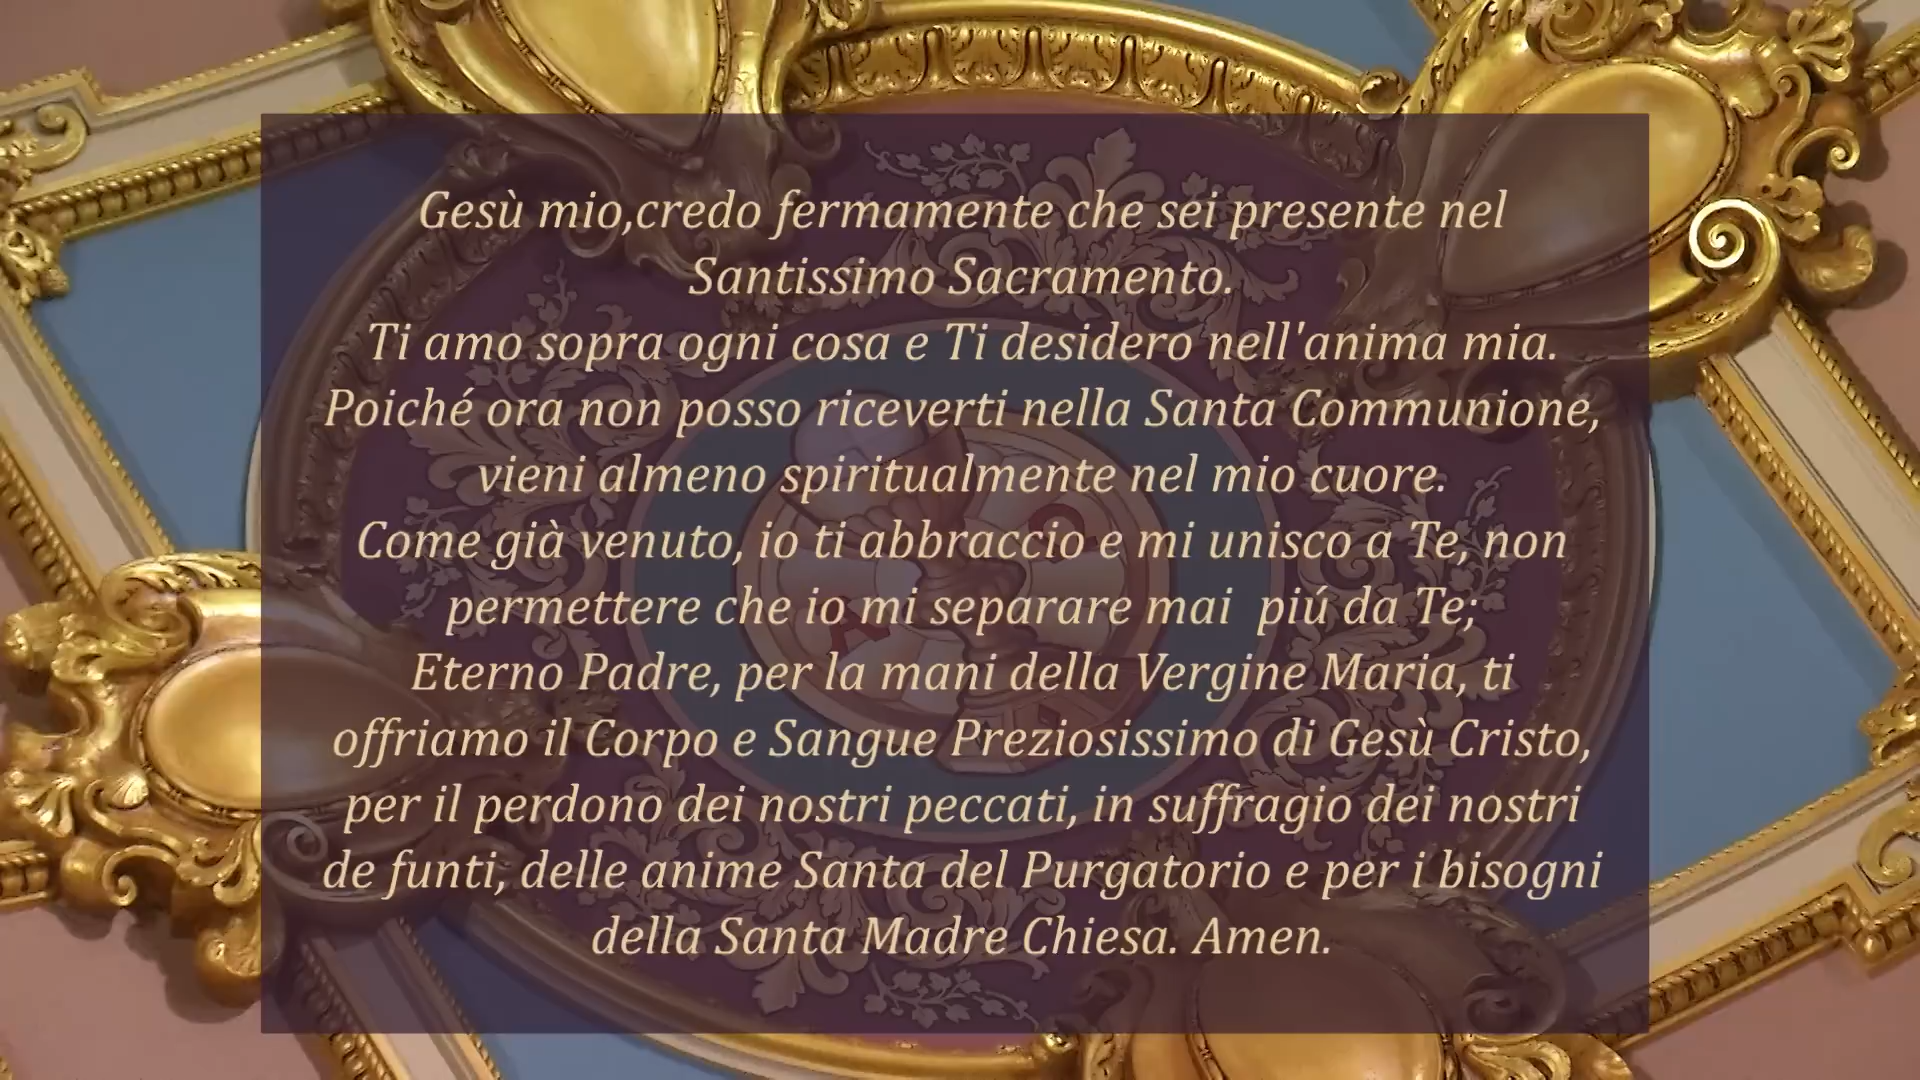 Gesù mio,credo fermamente che sei presente nel
Santissimo Sacramento.
Ti amo sopra ogni cosa e Ti desidero nell'anima mia.
Poiché ora non posso riceverti nella Santa Communione,
vieni almeno spiritualmente nel mio cuore.
Come già venuto, io ti abbraccio e mi unisco a Te, non
permettere che io mi separare mai  piú da Te;
Eterno Padre, per la mani della Vergine Maria, ti
offriamo il Corpo e Sangue Preziosissimo di Gesù Cristo,
per il perdono dei nostri peccati, in suffragio dei nostri
de funti, delle anime Santa del Purgatorio e per i bisogni
della Santa Madre Chiesa. Amen.